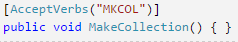 [AcceptVerbs("MKCOL")]
public void MakeCollection() { }